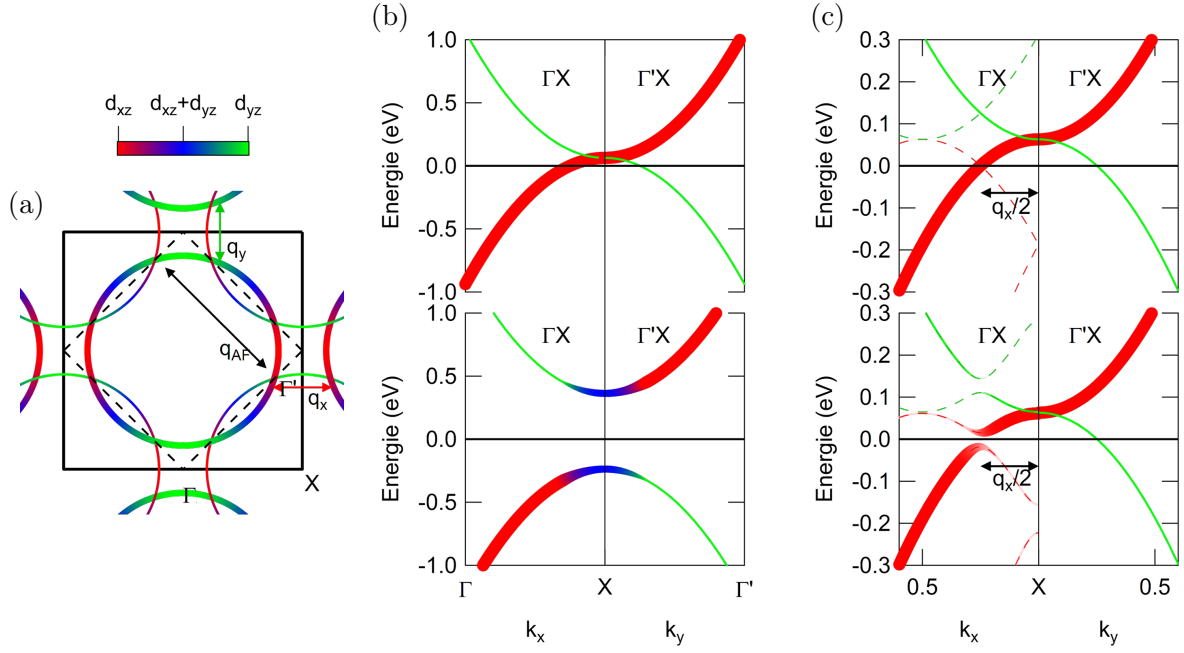 (a)
d_xz d_xz+d_yz d_yz
q_y
q_AF
Γ'
q_x
X
Γ
(b)
Energie (eV)
1.0
0.5
0.0
-0.5
-1.0
ΓX Γ'X
Energie (eV)
1.0
0.5
0.0
-0.5
-1.0
ΓX Γ'X
Γ X Γ'
k_x k_y
(c)
Energie (eV)
0.3
0.2
0.1
0.0
-0.1
-0.2
-0.3
ΓX Γ'X
q_x/2
Energie (eV)
0.3
0.2
0.1
0.0
-0.1
-0.2
-0.3
ΓX Γ'X
q_x/2
0.5 X 0.5
k_x k_y